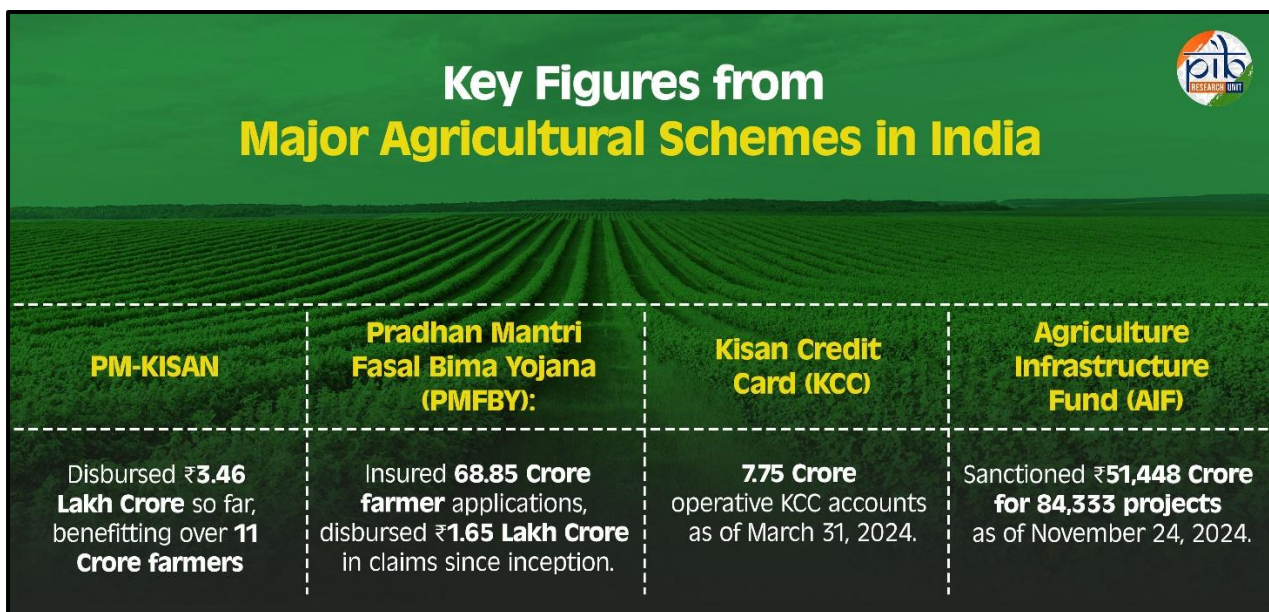 Key Figures from
Major Agricultural Schemes in India
pib
RESEARCH UNIT
PM-KISAN
Disbursed ₹3.46
Lakh Crore so far,
benefitting over 11
Crore farmers
Pradhan Mantri
Fasal Bima Yojana
(PMFBY):
Insured 68.85 Crore
farmer applications,
disbursed ₹1.65 Lakh Crore
in claims since inception.
Kisan Credit
Card (KCC)
7.75 Crore
operative KCC accounts
as of March 31, 2024.
Agriculture
Infrastructure
Fund (AIF)
Sanctioned ₹51,448 Crore
for 84,333 projects
as of November 24, 2024.